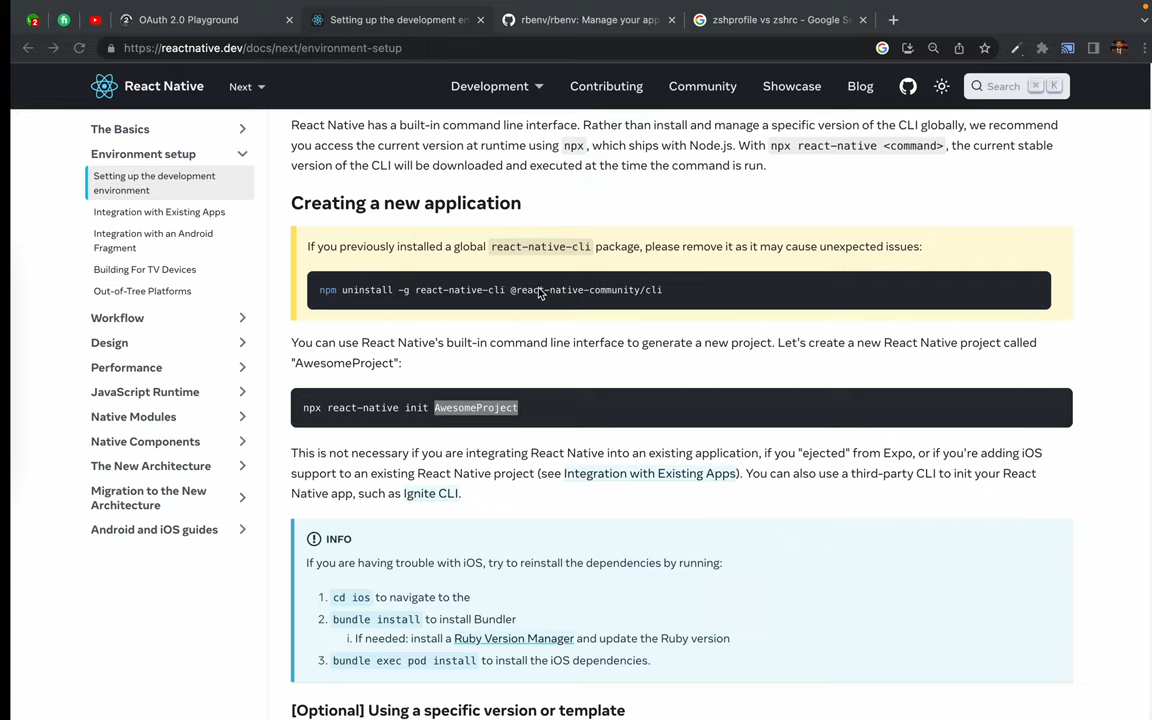 OAuth 2.0 Playground
Setting up the development en
rbenv/rbenv: Manage your app
zshprofile vs zshrc - Google Se
https://reactnative.dev/docs/next/environment-setup
React Native
Next
Development
Contributing
Community
Showcase
Blog
Search
⌘
K
The Basics
Environment setup
Setting up the development
environment
Integration with Existing Apps
Integration with an Android
Fragment
Building For TV Devices
Out-of-Tree Platforms
Workflow
Design
Performance
JavaScript Runtime
Native Modules
Native Components
The New Architecture
Migration to the New
Architecture
Android and iOS guides
React Native has a built-in command line interface. Rather than install and manage a specific version of the CLI globally, we recommend
you access the current version at runtime using npx, which ships with Node.js. With npx react-native <command>, the current stable
version of the CLI will be downloaded and executed at the time the command is run.
Creating a new application
If you previously installed a global react-native-cli package, please remove it as it may cause unexpected issues:
npm uninstall -g react-native-cli @react-native-community/cli
You can use React Native's built-in command line interface to generate a new project. Let's create a new React Native project called
"AwesomeProject":
npx react-native init AwesomeProject
This is not necessary if you are integrating React Native into an existing application, if you "ejected" from Expo, or if you're adding iOS
support to an existing React Native project (see Integration with Existing Apps). You can also use a third-party CLI to init your React
Native app, such as Ignite CLI.
INFO
If you are having trouble with iOS, try to reinstall the dependencies by running:
1. cd ios to navigate to the
2. bundle install to install Bundler
i. If needed: install a Ruby Version Manager and update the Ruby version
3. bundle exec pod install to install the iOS dependencies.
[Optional] Using a specific version or template